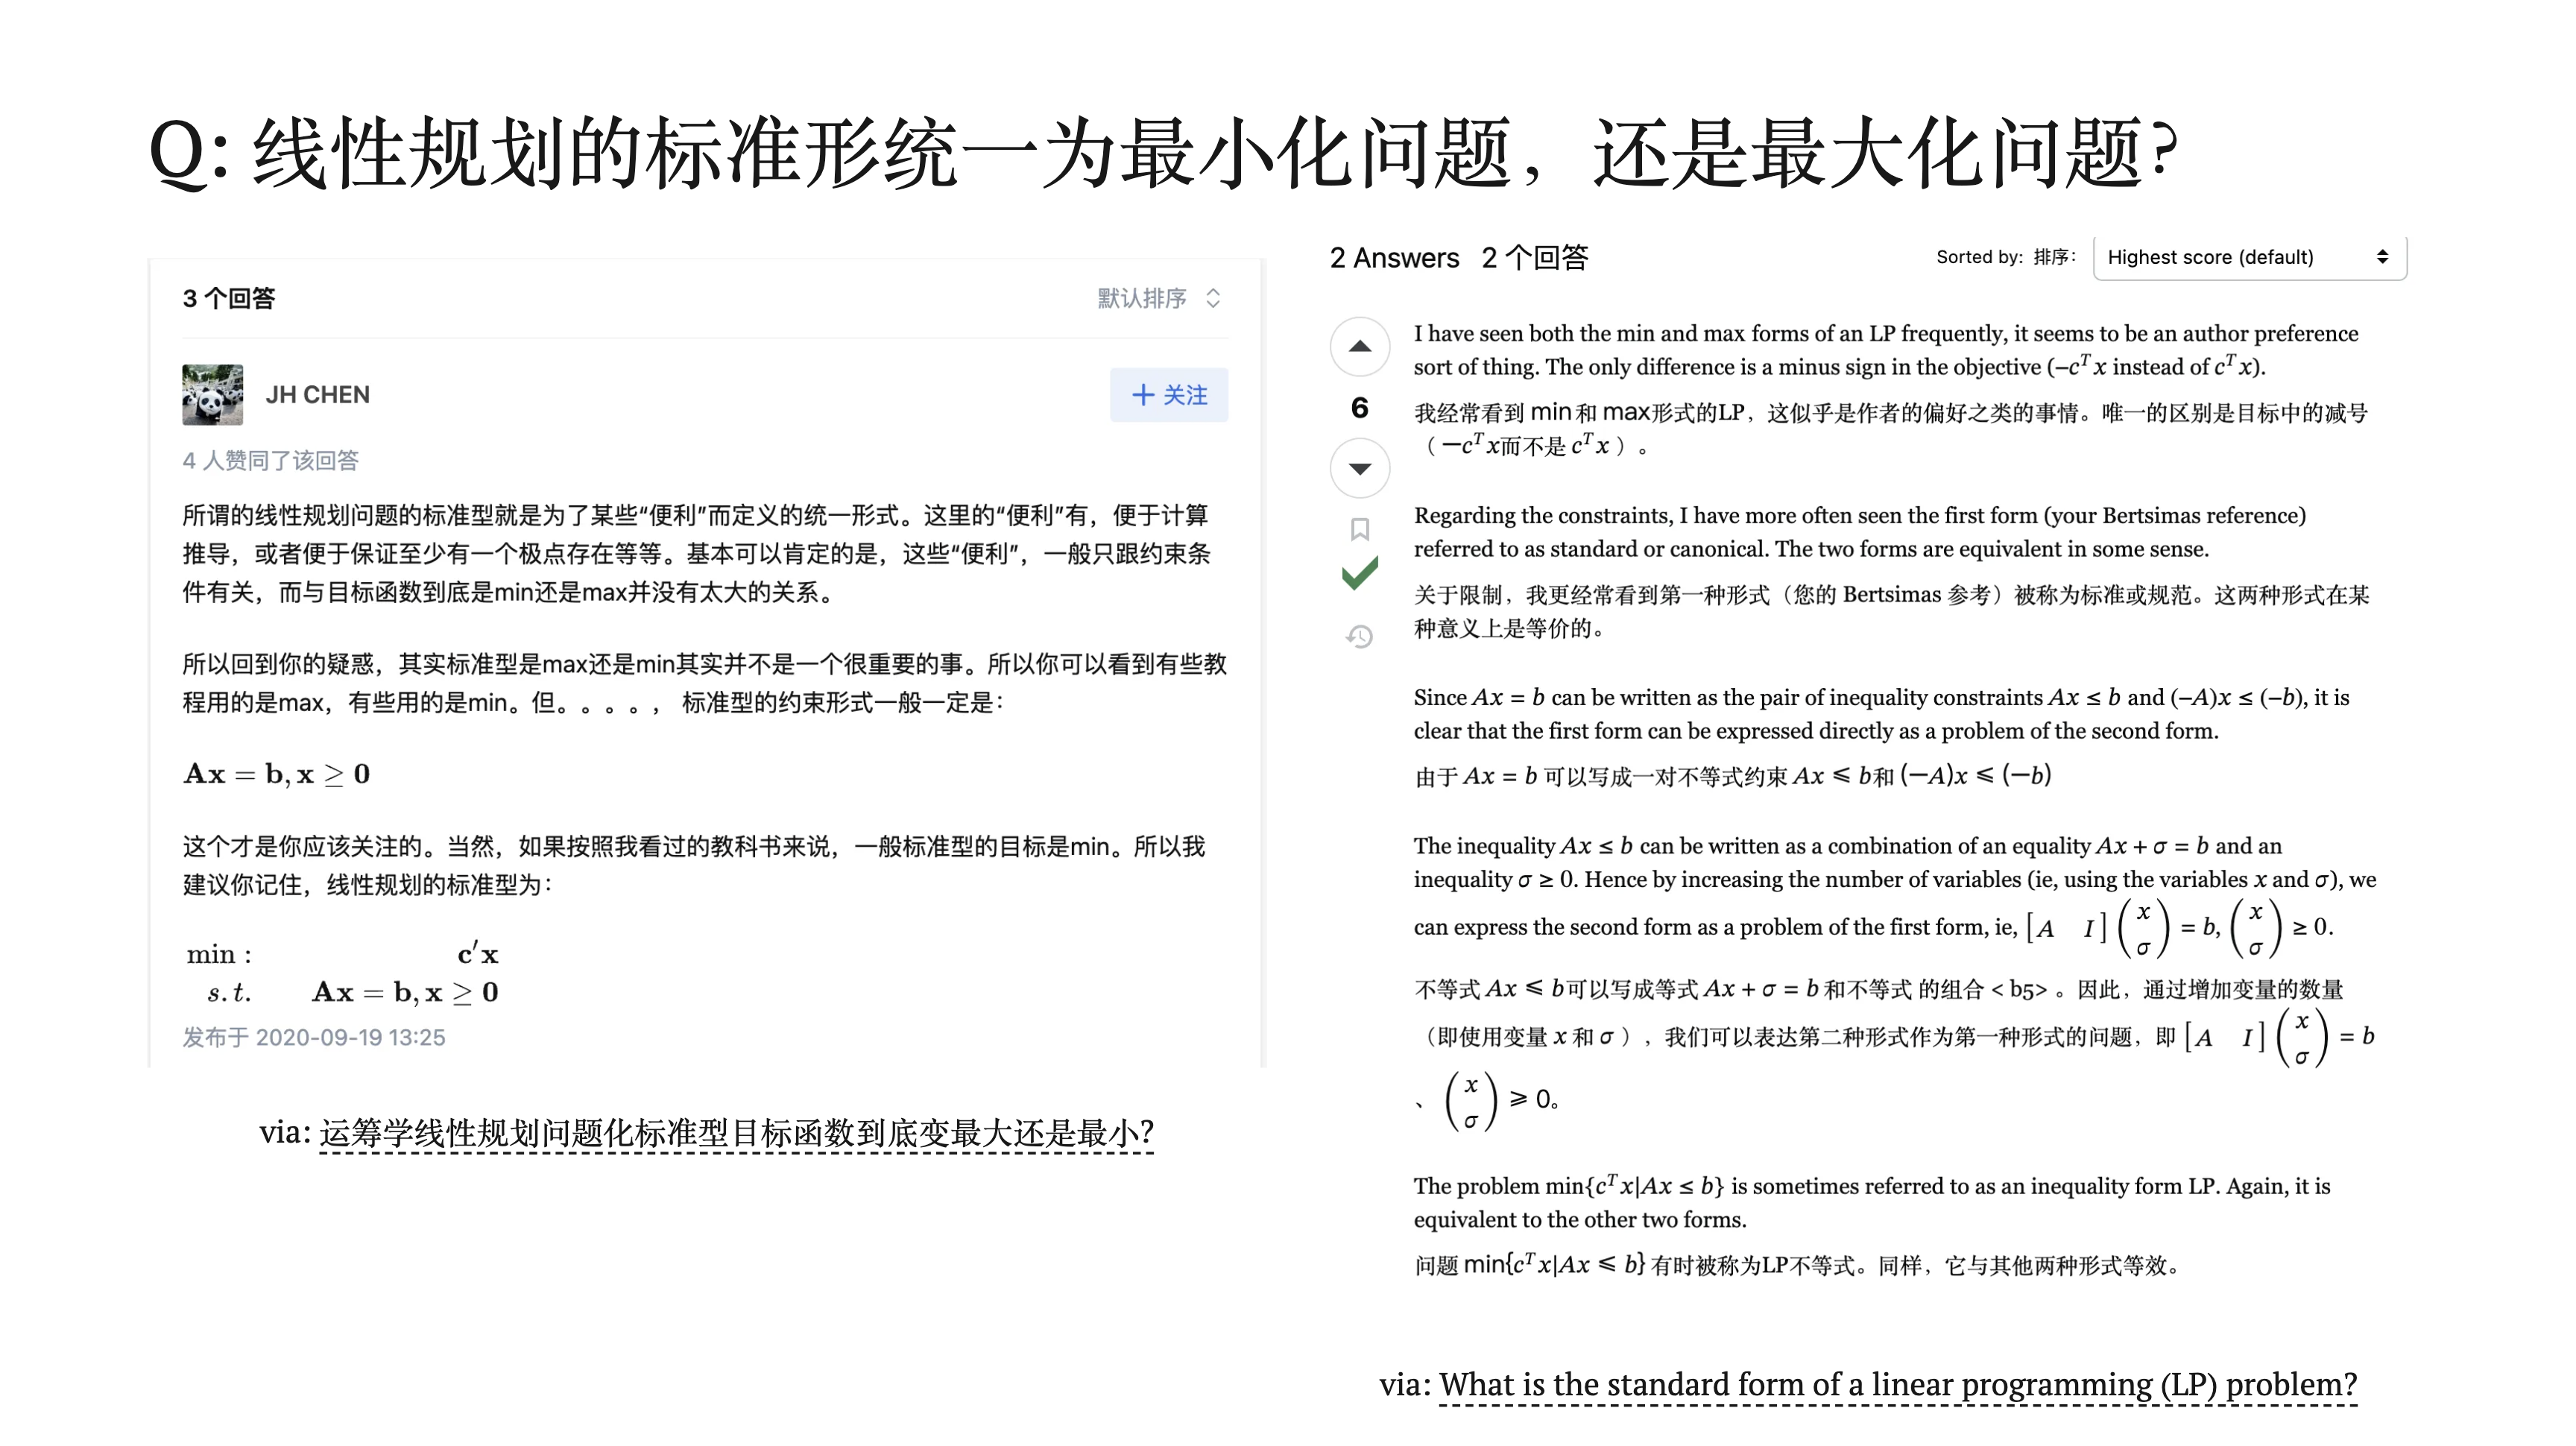 Q: 线性规划的标准形统一为最小化问题，还是最大化问题？
3 个回答
默认排序
JH CHEN
+ 关注
4 人赞同了该回答
所谓的线性规划问题的标准型就是为了某些“便利”而定义的统一形式。这里的“便利”有，便于计算
推导，或者便于保证至少有一个极点存在等等。基本可以肯定的是，这些“便利”，一般只跟约束条
件有关，而与目标函数到底是min还是max并没有太大的关系。
所以回到你的疑惑，其实标准型是max还是min其实并不是一个很重要的事。所以你可以看到有些教
程用的是max，有些用的是min。但。。。。， 标准型的约束形式一般一定是：
Ax = b, x ≥ 0
这个才是你应该关注的。当然，如果按照我看过的教科书来说，一般标准型的目标是min。所以我
建议你记住，线性规划的标准型为：
min : c′x
s.t. Ax = b, x ≥ 0
发布于 2020-09-19 13:25
via: 运筹学线性规划问题化标准型目标函数到底变最大还是最小?
2 Answers 2 个回答
Sorted by: 排序： Highest score (default)
6
I have seen both the min and max forms of an LP frequently, it seems to be an author preference
sort of thing. The only difference is a minus sign in the objective (−cᵀx instead of cᵀx).
我经常看到 min 和 max形式的LP，这似乎是作者的偏好之类的事情。唯一的区别是目标中的减号
（ −cᵀx而不是 cᵀx ） 。
Regarding the constraints, I have more often seen the first form (your Bertsimas reference)
referred to as standard or canonical. The two forms are equivalent in some sense.
关于限制，我更经常看到第一种形式（您的 Bertsimas 参考）被称为标准或规范。这两种形式在某
种意义上是等价的。
Since Ax = b can be written as the pair of inequality constraints Ax ≤ b and (−A)x ≤ (−b), it is
clear that the first form can be expressed directly as a problem of the second form.
由于 Ax = b 可以写成一对不等式约束 Ax ⩽ b和 (−A)x ⩽ (−b)
The inequality Ax ≤ b can be written as a combination of an equality Ax + σ = b and an
inequality σ ≥ 0. Hence by increasing the number of variables (ie, using the variables x and σ), we
can express the second form as a problem of the first form, ie, [A I] (x σ) = b, (x σ) ≥ 0.
不等式 Ax ⩽ b可以写成等式 Ax + σ = b 和不等式 的组合 < b5> 。因此，通过增加变量的数量
（即使用变量 x 和 σ ），我们可以表达第二种形式作为第一种形式的问题，即 [A I] (x σ) = b
、 (x σ) ⩾ 0。
The problem min{cᵀx|Ax ≤ b} is sometimes referred to as an inequality form LP. Again, it is
equivalent to the other two forms.
问题 min{cᵀx|Ax ⩽ b} 有时被称为LP不等式。同样，它与其他两种形式等效。
via: What is the standard form of a linear programming (LP) problem?